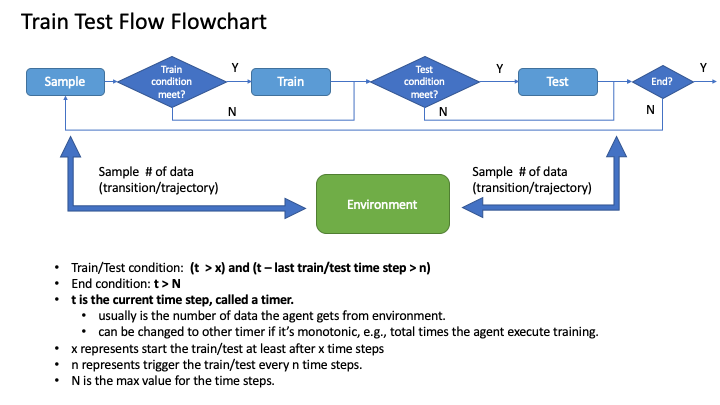 Train Test Flow Flowchart
Sample
Train
condition
meet?
Y
N
Train
Test
condition
meet?
Y
N
Test
End?
Y
N
Sample # of data
(transition/trajectory)
Environment
Sample # of data
(transition/trajectory)
• Train/Test condition: (t > x) and (t – last train/test time step > n)
• End condition: t > N
• t is the current time step, called a timer.
• usually is the number of data the agent gets from environment.
• can be changed to other timer if it's monotonic, e.g., total times the agent execute training.
• x represents start the train/test at least after x time steps
• n represents trigger the train/test every n time steps.
• N is the max value for the time steps.